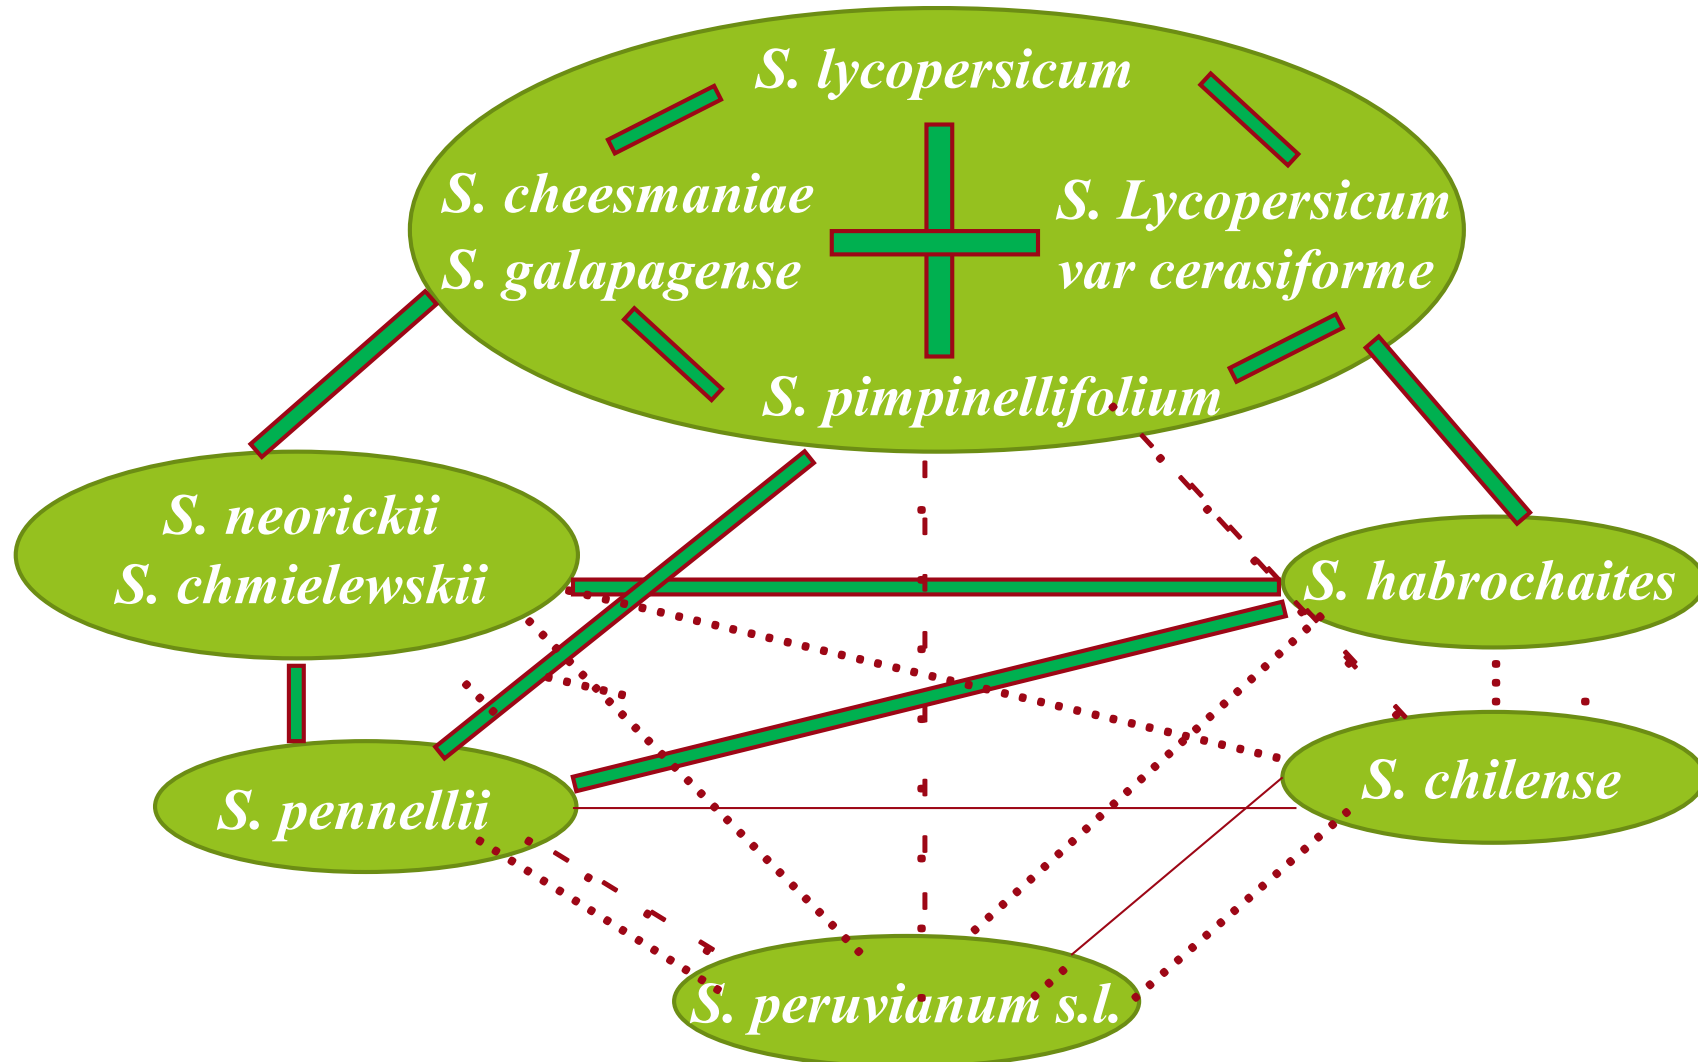 S. lycopersicum
S. cheesmaniae
S. galapagense
S. Lycopersicum
var cerasiforme
S. pimpinellifolium
S. neorickii
S. chmielewskii
S. habrochaites
S. pennellii
S. chilense
S. peruvianum s.l.